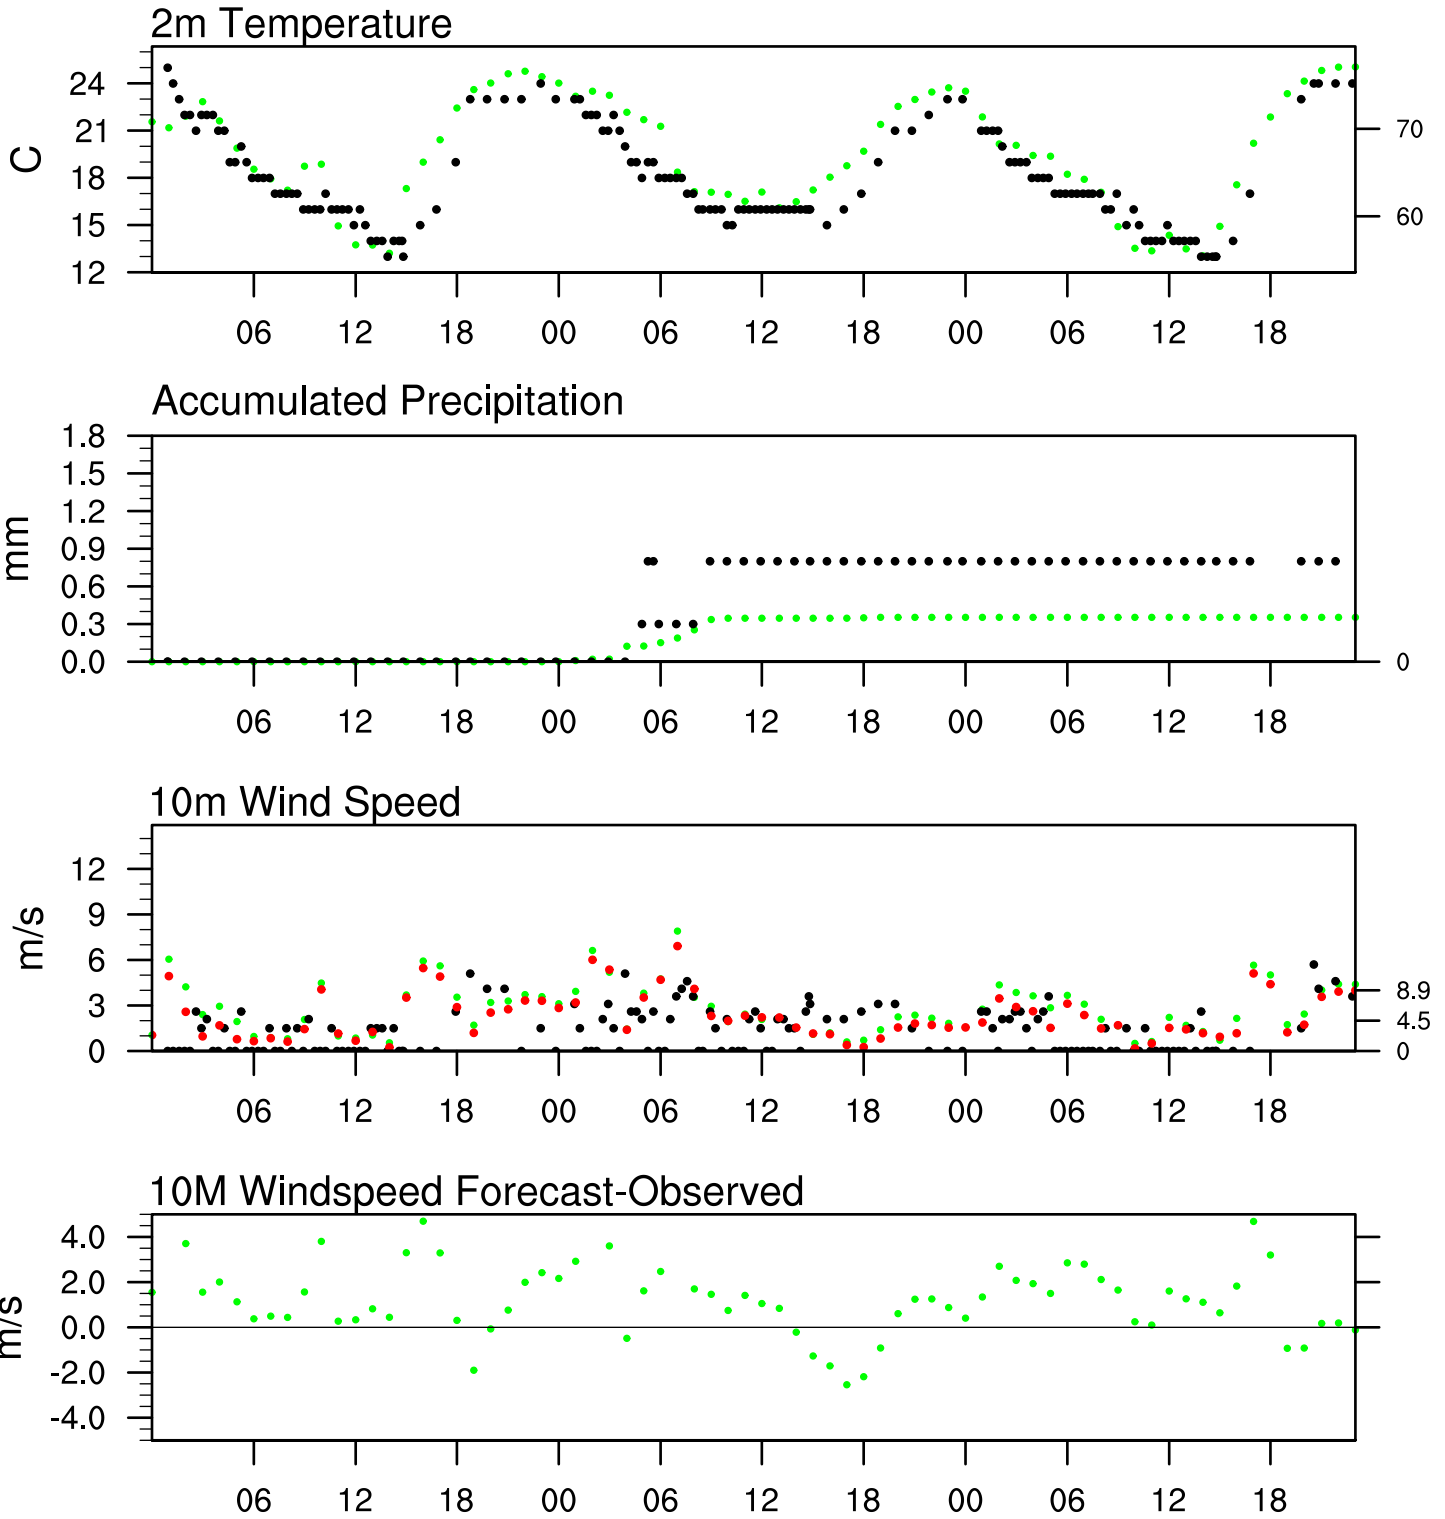 2m Temperature
24
21
18
15
12
C
70
60
06 12 18 00 06 12 18 00 06 12 18
Accumulated Precipitation
1.8
1.5
1.2
0.9
0.6
0.3
0.0
mm
0
06 12 18 00 06 12 18 00 06 12 18
10m Wind Speed
12
9
6
3
0
m/s
8.9
4.5
0
06 12 18 00 06 12 18 00 06 12 18
10M Windspeed Forecast-Observed
4.0
2.0
0.0
-2.0
-4.0
m/s
06 12 18 00 06 12 18 00 06 12 18